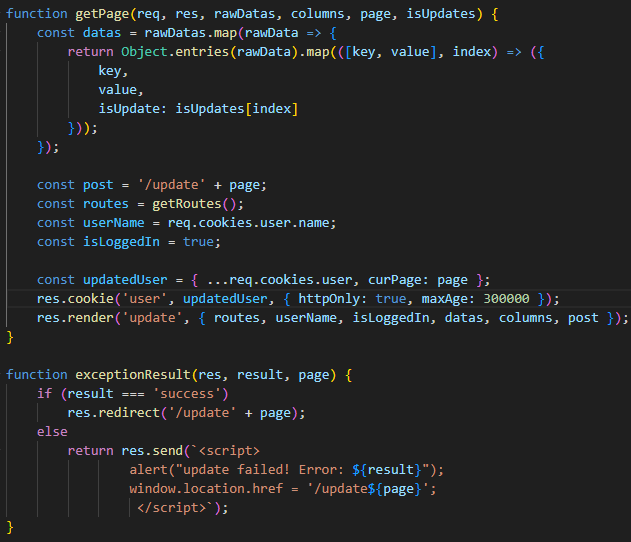 function getPage(req, res, rawDatas, columns, page, isUpdates) {
    const datas = rawDatas.map(rawData => {
        return Object.entries(rawData).map(([key, value], index) => ({
            key,
            value,
            isUpdate: isUpdates[index]
        }));
    });

    const post = '/update' + page;
    const routes = getRoutes();
    const userName = req.cookies.user.name;
    const isLoggedIn = true;

    const updatedUser = { ...req.cookies.user, curPage: page };
    res.cookie('user', updatedUser, { httpOnly: true, maxAge: 300000 });
    res.render('update', { routes, userName, isLoggedIn, datas, columns, post });
}

function exceptionResult(res, result, page) {
    if (result === 'success')
        res.redirect('/update' + page);
    else
        return res.send(`<script>
                alert("update failed! Error: ${result}");
                window.location.href = '/update${page}';
                 </script>`);
}